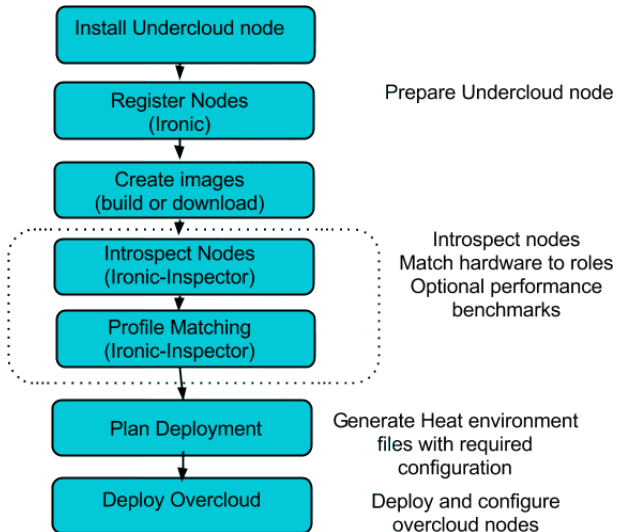 Install Undercloud node
Register Nodes
(Ironic)
Prepare Undercloud node
Create images
(build or download)
Introspect Nodes
(Ironic-Inspector)
Introspect nodes
Match hardware to roles
Optional performance
benchmarks
Profile Matching
(Ironic-Inspector)
Plan Deployment
Generate Heat environment
files with required
configuration
Deploy Overcloud
Deploy and configure
overcloud nodes